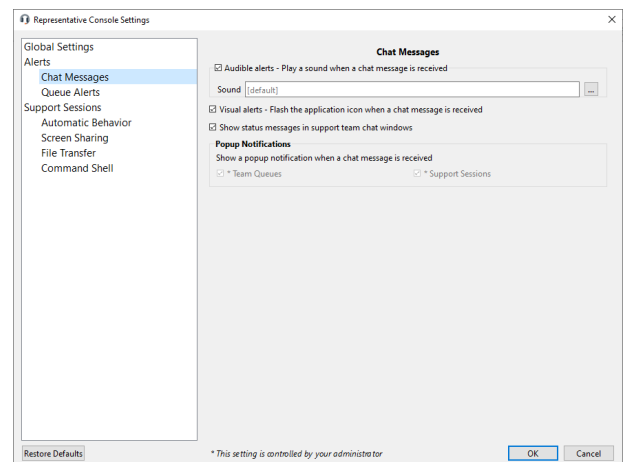 Representative Console Settings
Global Settings
Alerts
Chat Messages
Queue Alerts
Support Sessions
Automatic Behavior
Screen Sharing
File Transfer
Command Shell
Chat Messages
Audible alerts - Play a sound when a chat message is received
Sound [default] ...
Visual alerts - Flash the application icon when a chat message is received
Show status messages in support team chat windows
Popup Notifications
Show a popup notification when a chat message is received
* Team Queues * Support Sessions
Restore Defaults * This setting is controlled by your administrator OK Cancel